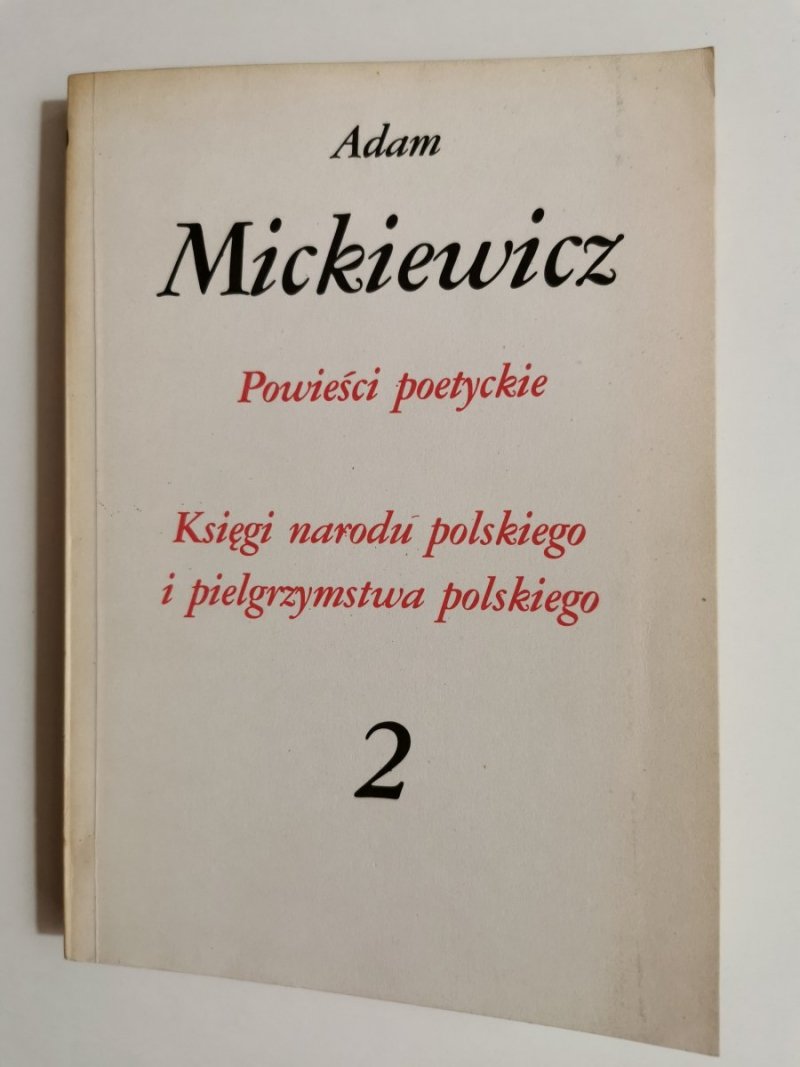 Adam
Mickiewicz
Powieści poetyckie
Księgi narodu polskiego
i pielgrzymstwa polskiego
2